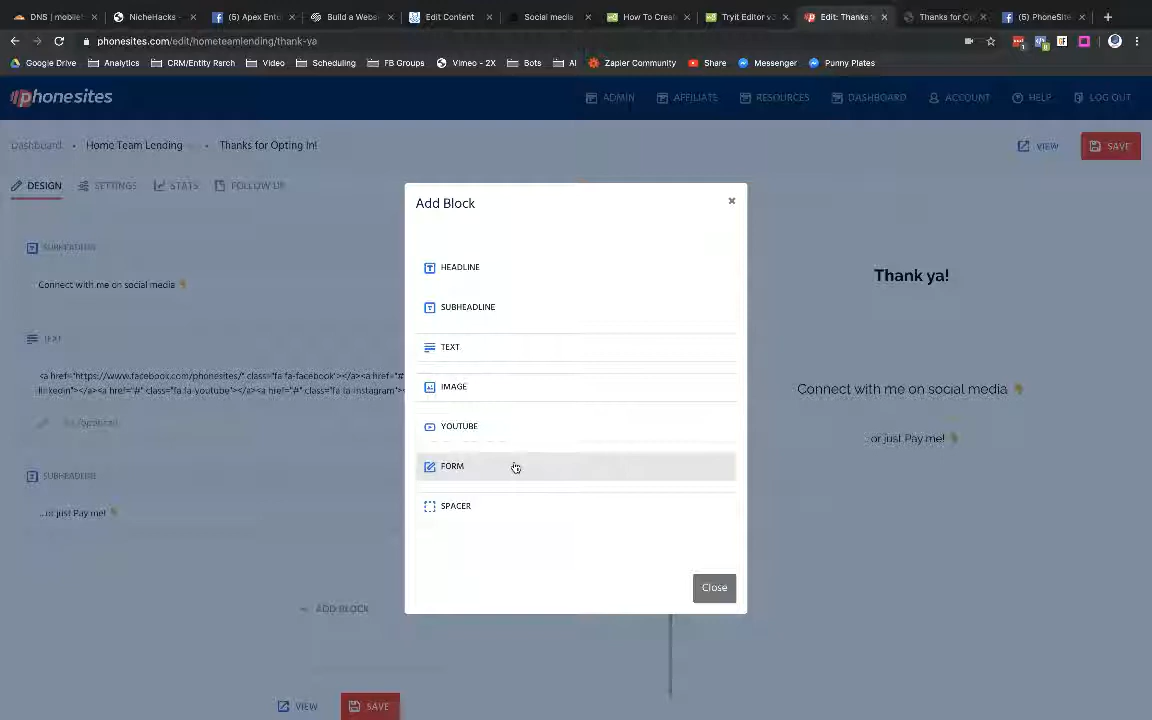 DNS | mobile
NicheHacks -
(5) Apex Ent
Build a Webs
Edit Content
Social media
How To Creat
Tryit Editor v
Edit: Thanks
Thanks for Op
(5) PhoneSite
phonesites.com/edit/hometeamlending/thank-ya
Google Drive
Analytics
CRM/Entity Rsrch
Video
Scheduling
FB Groups
Vimeo - 2X
Bots
AI
Zapier Community
Share
Messenger
Punny Plates
phonesites
ADMIN
AFFILIATE
RESOURCES
DASHBOARD
ACCOUNT
HELP
LOG OUT
Dashboard
Home Team Lending
Thanks for Opting In!
VIEW
SAVE
DESIGN
SETTINGS
STATS
FOLLOW UP
SUBHEADLINE
Connect with me on social media 👇
TEXT
<a href="https://www.facebook.com/phonesites/" class="fa fa-facebook"></a><a href="#
linkedin"></a><a href="#" class="fa fa-youtube"></a><a href="#" class="fa fa-instagram">
SUBHEADLINE
...or just Pay me! 👇
ADD BLOCK
VIEW
SAVE
Add Block
×
HEADLINE
SUBHEADLINE
TEXT
IMAGE
YOUTUBE
FORM
SPACER
Close
Thank ya!
Connect with me on social media 👇
...or just Pay me! 👇